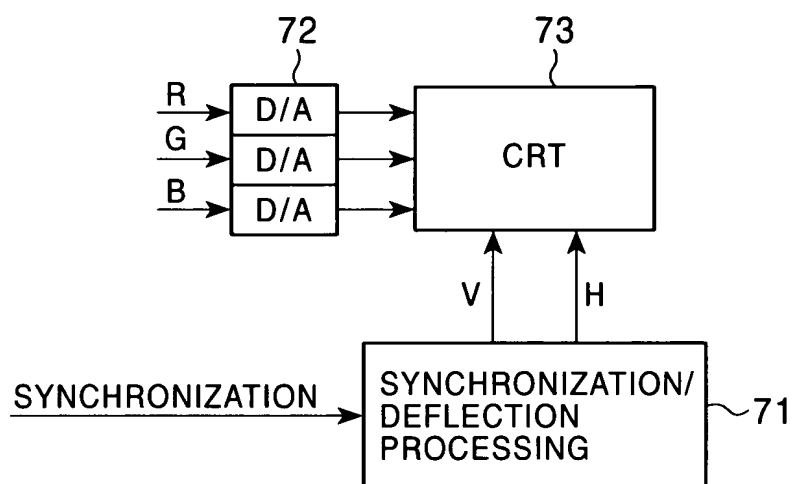 72
73
R
D/A
G
D/A
CRT
B
D/A
V
H
SYNCHRONIZATION
SYNCHRONIZATION/
DEFLECTION
PROCESSING
71